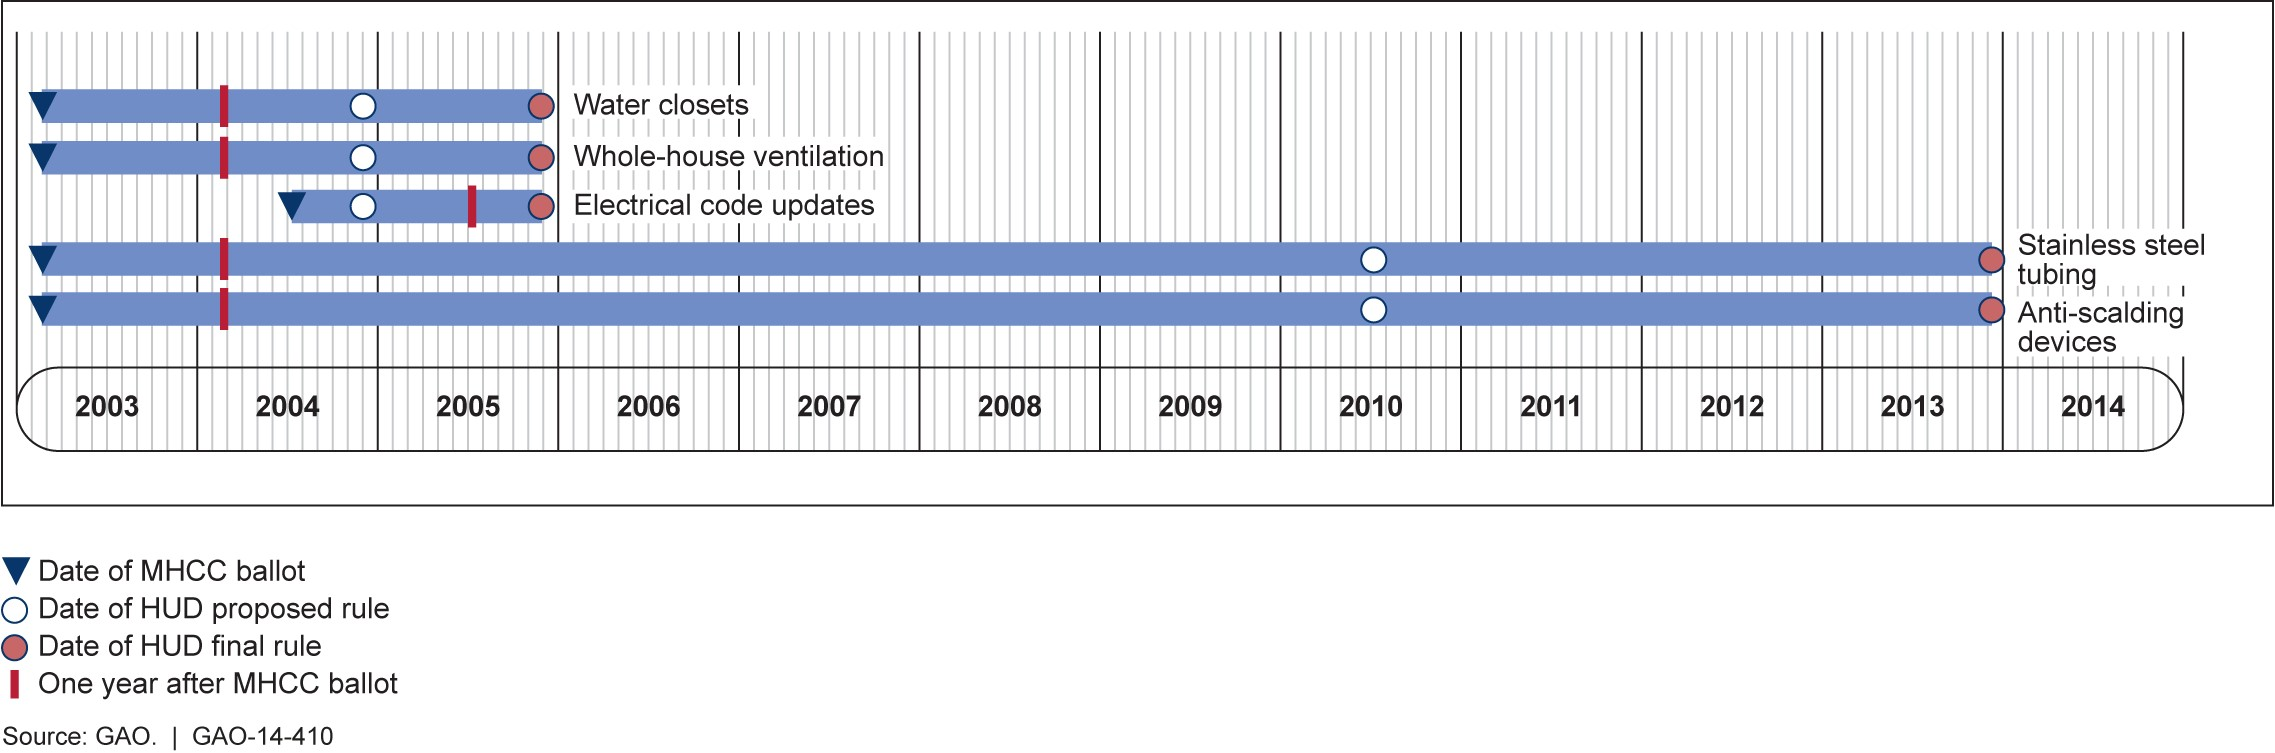 Water closets
Whole-house ventilation
Electrical code updates
Stainless steel
tubing
Anti-scalding
devices
2003 2004 2005 2006 2007 2008 2009 2010 2011 2012 2013 2014
Date of MHCC ballot
Date of HUD proposed rule
Date of HUD final rule
One year after MHCC ballot
Source: GAO. | GAO-14-410